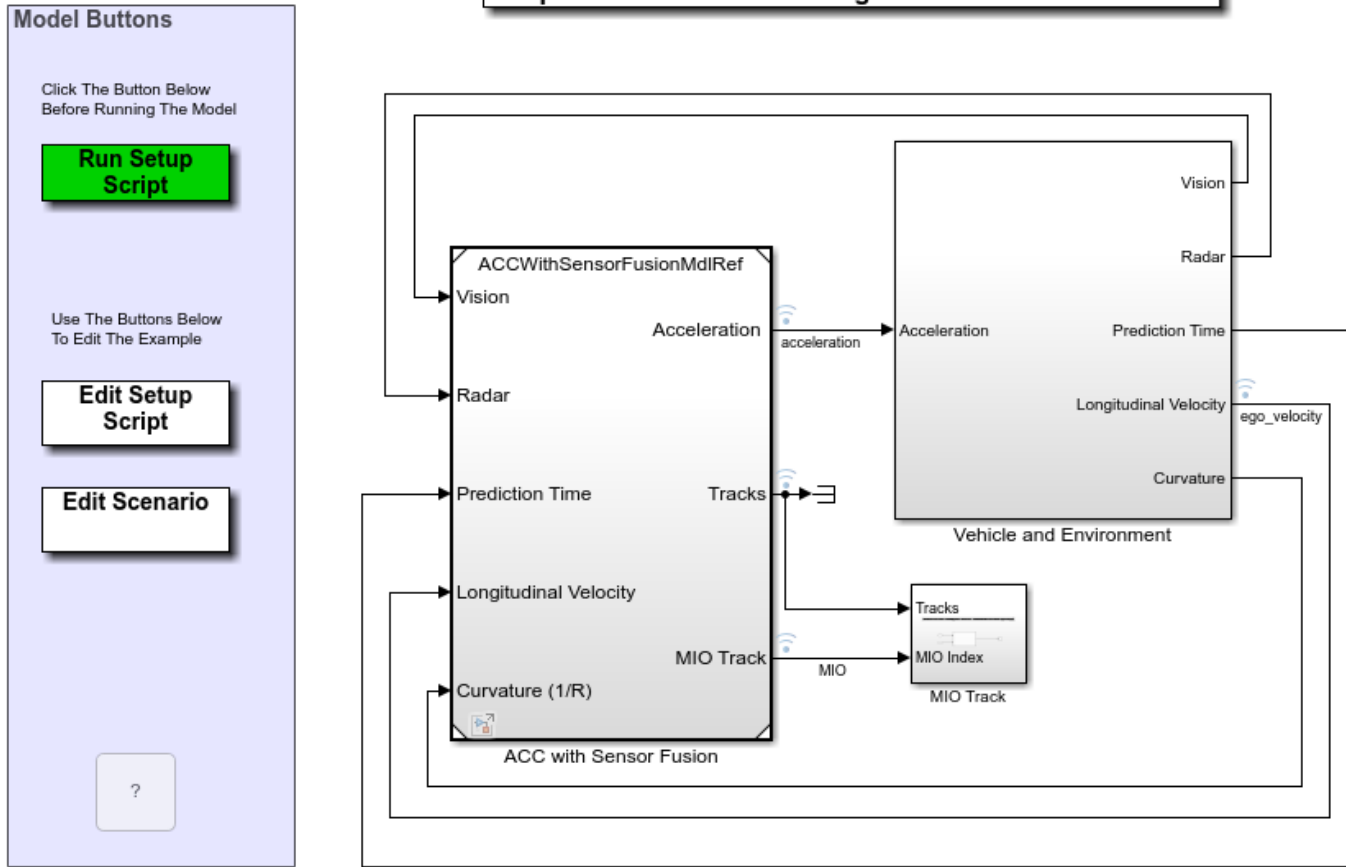 Model Buttons
Click The Button Below
Before Running The Model
Run Setup
Script
Use The Buttons Below
To Edit The Example
Edit Setup
Script
Edit Scenario
?
ACCWithSensorFusionMdlRef
Vision
Radar
Prediction Time
Longitudinal Velocity
Curvature (1/R)
Acceleration
Tracks
MIO Track
ACC with Sensor Fusion
acceleration
MIO
Acceleration
Vision
Radar
Prediction Time
Longitudinal Velocity
Curvature
Vehicle and Environment
ego_velocity
Tracks
MIO Index
MIO Track